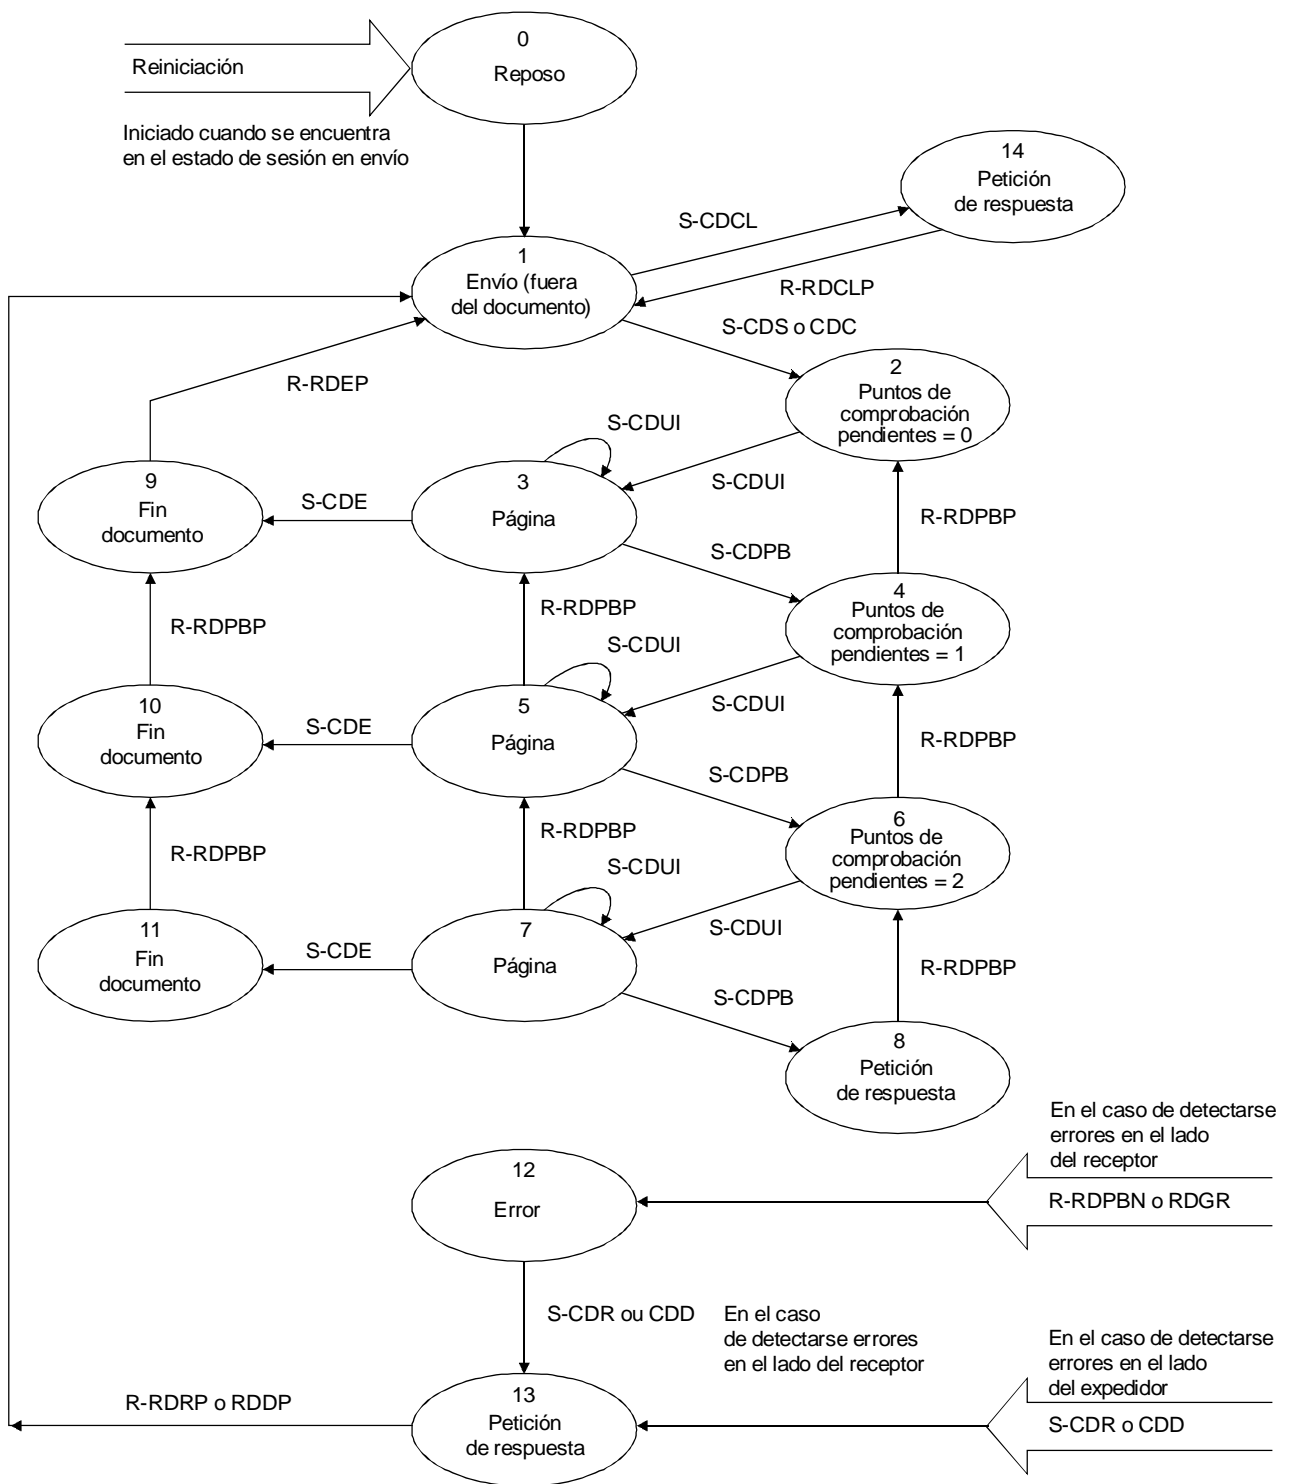 0
Reposo
Reiniciación
Iniciado cuando se encuentra
en el estado de sesión en envío
14
Petición
de respuesta
S-CDCL
1
Envío (fuera
del documento)
R-RDCLP
S-CDS o CDC
2
Puntos de
comprobación
pendientes = 0
R-RDEP
S-CDUI
S-CDUI
9
Fin
documento
S-CDE
3
Página
R-RDPBP
S-CDPB
4
Puntos de
comprobación
pendientes = 1
R-RDPBP
R-RDPBP
S-CDUI
S-CDUI
10
Fin
documento
S-CDE
5
Página
R-RDPBP
S-CDPB
6
Puntos de
comprobación
pendientes = 2
R-RDPBP
R-RDPBP
S-CDUI
S-CDUI
11
Fin
documento
S-CDE
7
Página
R-RDPBP
S-CDPB
8
Petición
de respuesta
En el caso de detectarse
errores en el lado
del receptor
R-RDPBN o RDGR
12
Error
S-CDR ou CDD
En el caso
de detectarse errores
en el lado del receptor
En el caso de detectarse
errores en el lado
del expedidor
S-CDR o CDD
R-RDRP o RDDP
13
Petición
de respuesta